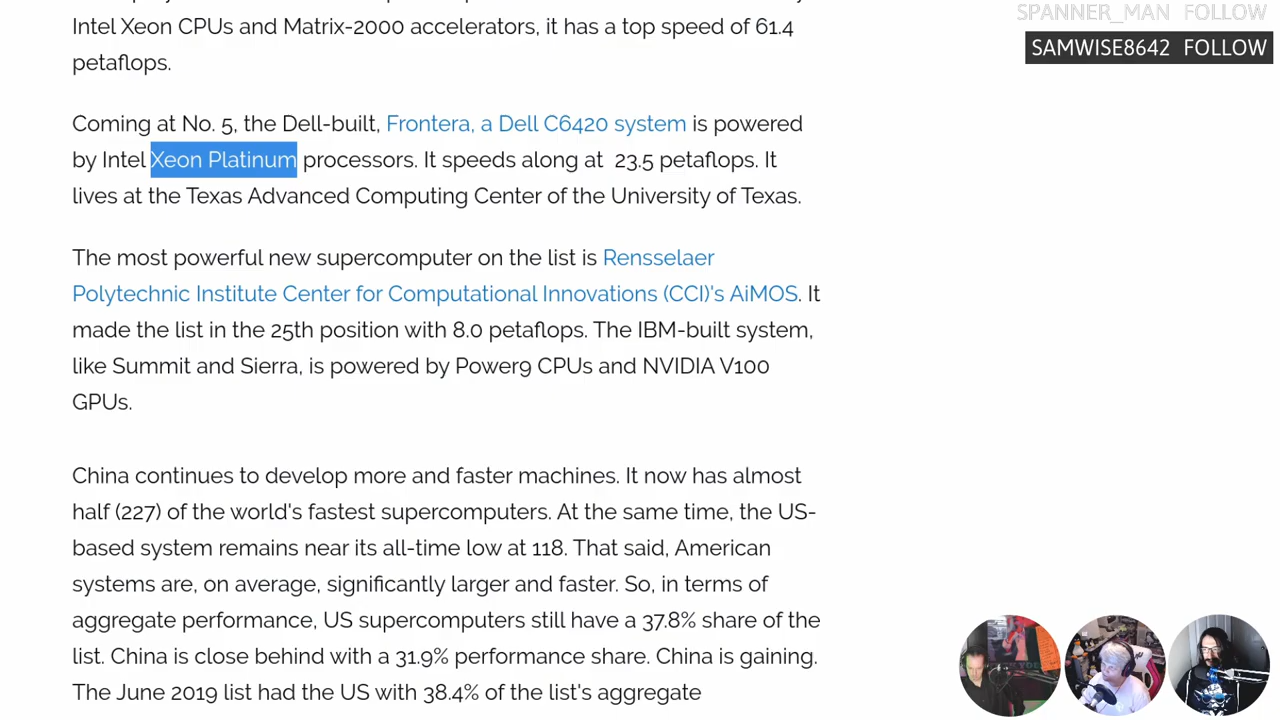 SPANNER_MAN FOLLOW
SAMWISE8642 FOLLOW
Intel Xeon CPUs and Matrix-2000 accelerators, it has a top speed of 61.4
petaflops.
Coming at No. 5, the Dell-built, Frontera, a Dell C6420 system is powered
by Intel Xeon Platinum processors. It speeds along at 23.5 petaflops. It
lives at the Texas Advanced Computing Center of the University of Texas.
The most powerful new supercomputer on the list is Rensselaer
Polytechnic Institute Center for Computational Innovations (CCI)'s AiMOS. It
made the list in the 25th position with 8.0 petaflops. The IBM-built system,
like Summit and Sierra, is powered by Power9 CPUs and NVIDIA V100
GPUs.
China continues to develop more and faster machines. It now has almost
half (227) of the world's fastest supercomputers. At the same time, the US-
based system remains near its all-time low at 118. That said, American
systems are, on average, significantly larger and faster. So, in terms of
aggregate performance, US supercomputers still have a 37.8% share of the
list. China is close behind with a 31.9% performance share. China is gaining.
The June 2019 list had the US with 38.4% of the list's aggregate